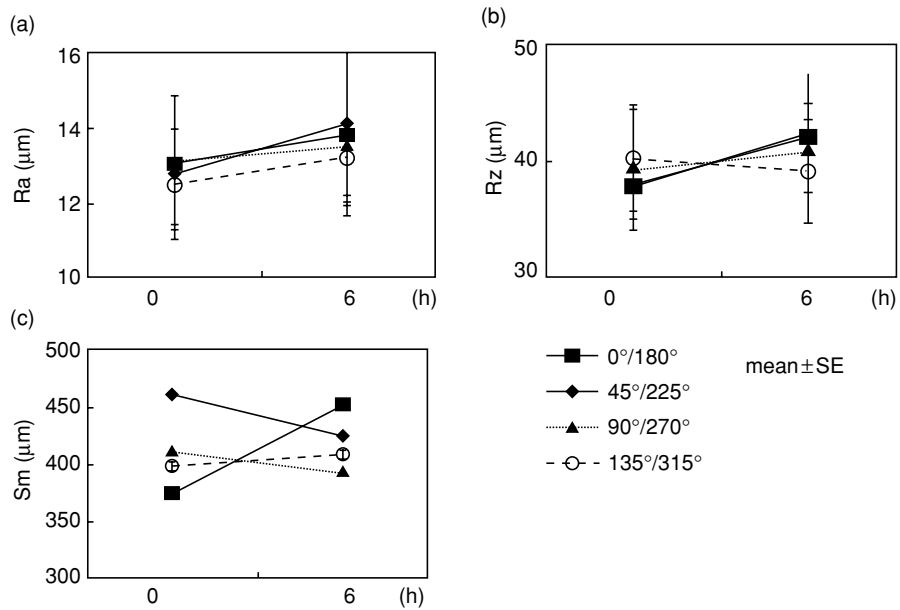 (a)
16
14
12
10
Ra (μm)
0 6 (h)
(b)
50
40
30
Rz (μm)
0 6 (h)
(c)
500
450
400
350
300
Sm (μm)
0 6 (h)
0°/180°
45°/225°
90°/270°
135°/315°
mean±SE